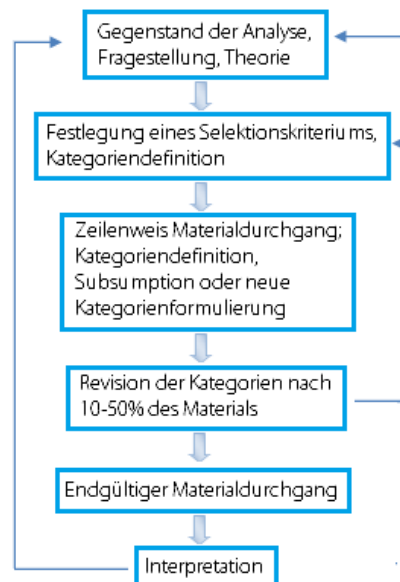 Gegenstand der Analyse,
Fragestellung, Theorie
Festlegung eines Selektionskriteriums,
Kategoriendefinition
Zeilenweis Materialdurchgang;
Kategoriendefinition,
Subsumption oder neue
Kategorienformulierung
Revision der Kategorien nach
10-50% des Materials
Endgültiger Materialdurchgang
Interpretation